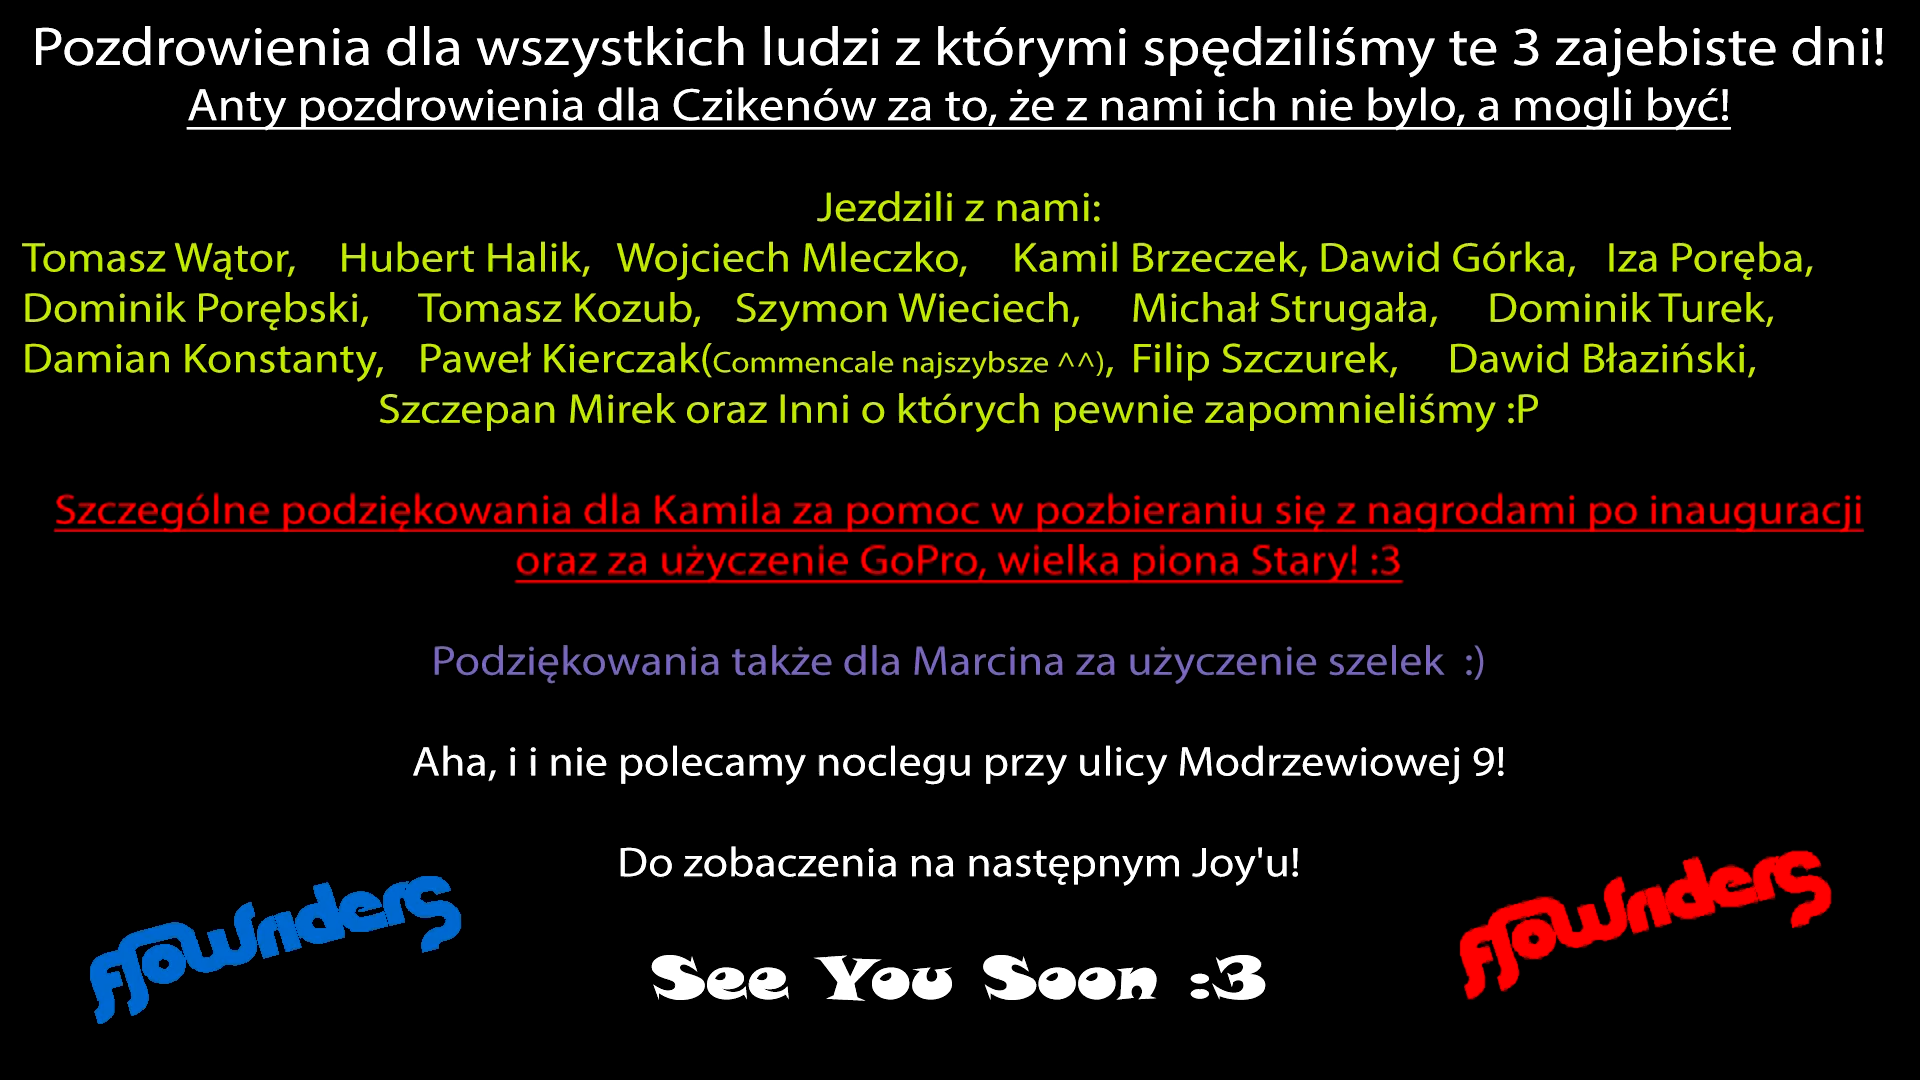 Pozdrowienia dla wszystkich ludzi z którymi spędziliśmy te 3 zajebiste dni!
Anty pozdrowienia dla Czikenów za to, że z nami ich nie bylo, a mogli być!
Jezdzili z nami:
Tomasz Wątor, Hubert Halik, Wojciech Mleczko, Kamil Brzeczek, Dawid Górka, Iza Poręba,
Dominik Porębski, Tomasz Kozub, Szymon Wieciech, Michał Strugała, Dominik Turek,
Damian Konstanty, Paweł Kierczak(Commencale najszybsze ^^), Filip Szczurek, Dawid Błaziński,
Szczepan Mirek oraz Inni o których pewnie zapomnieliśmy :P
Szczególne podziękowania dla Kamila za pomoc w pozbieraniu się z nagrodami po inauguracji
oraz za użyczenie GoPro, wielka piona Stary! :3
Podziękowania także dla Marcina za użyczenie szelek :)
Aha, i i nie polecamy noclegu przy ulicy Modrzewiowej 9!
Do zobaczenia na następnym Joy'u!
flowriders
flowriders
See You Soon :3